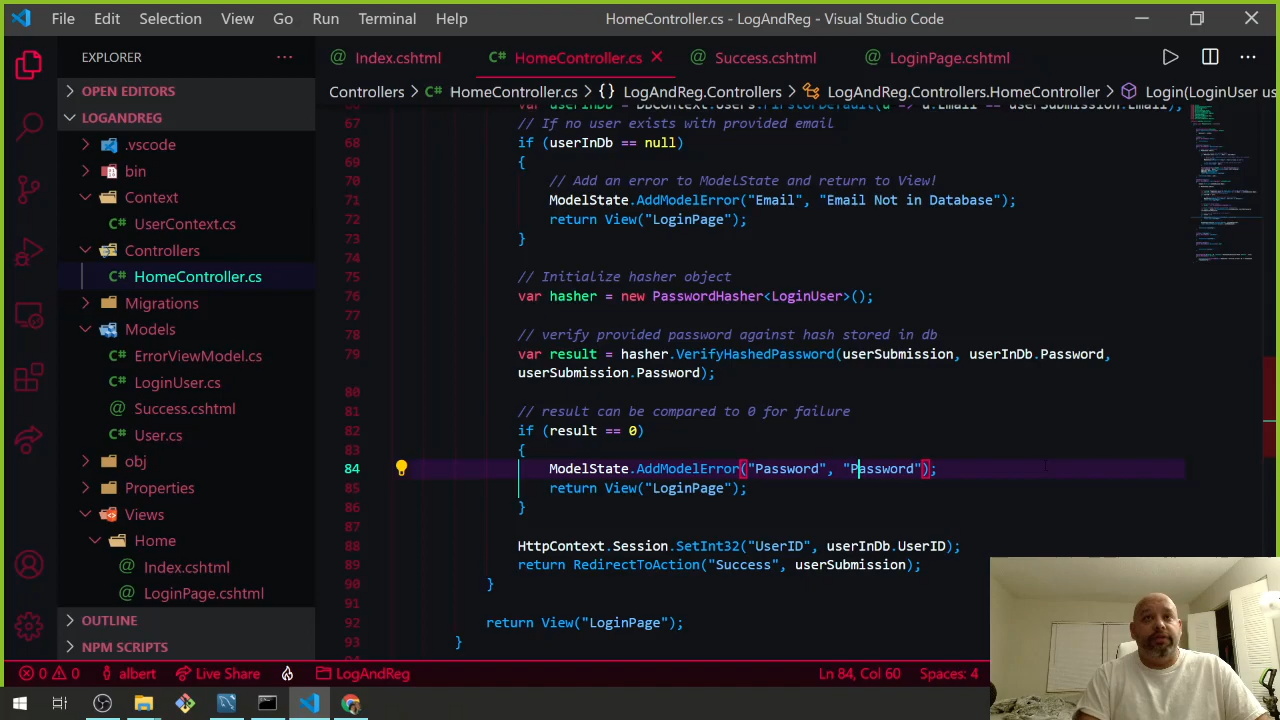 File Edit Selection View Go Run Terminal Help HomeController.cs - LogAndReg - Visual Studio Code
EXPLORER
OPEN EDITORS
LOGANDREG
.vscode
bin
Context
C# UserContext.cs
Controllers
C# HomeController.cs
Migrations
Models
C# ErrorViewModel.cs
C# LoginUser.cs
@ Success.cshtml
C# User.cs
obj
Properties
Views
Home
@ Index.cshtml
@ LoginPage.cshtml
OUTLINE
NPM SCRIPTS
@ Index.cshtml C# HomeController.cs @ Success.cshtml @ LoginPage.cshtml
Controllers > C# HomeController.cs > {} LogAndReg.Controllers > LogAndReg.Controllers.HomeController > Login(LoginUser us
var userInDb = DbContext.Users.FirstOrDefault(u => u.Email == userSubmission.Email);
67 // If no user exists with provided email
68 if (userInDb == null)
69 {
70 // Add an error to ModelState and return to View!
71 ModelState.AddModelError("Email", "Email Not in Database");
72 return View("LoginPage");
73 }
74
75 // Initialize hasher object
76 var hasher = new PasswordHasher<LoginUser>();
77
78 // verify provided password against hash stored in db
79 var result = hasher.VerifyHashedPassword(userSubmission, userInDb.Password,
userSubmission.Password);
80
81 // result can be compared to 0 for failure
82 if (result == 0)
83 {
84 ModelState.AddModelError("Password", "Password");
85 return View("LoginPage");
86 }
87
88 HttpContext.Session.SetInt32("UserID", userInDb.UserID);
89 return RedirectToAction("Success", userSubmission);
90 }
91
92 return View("LoginPage");
93 }
0 0 albert Live Share LogAndReg Ln 84, Col 60 Spaces: 4